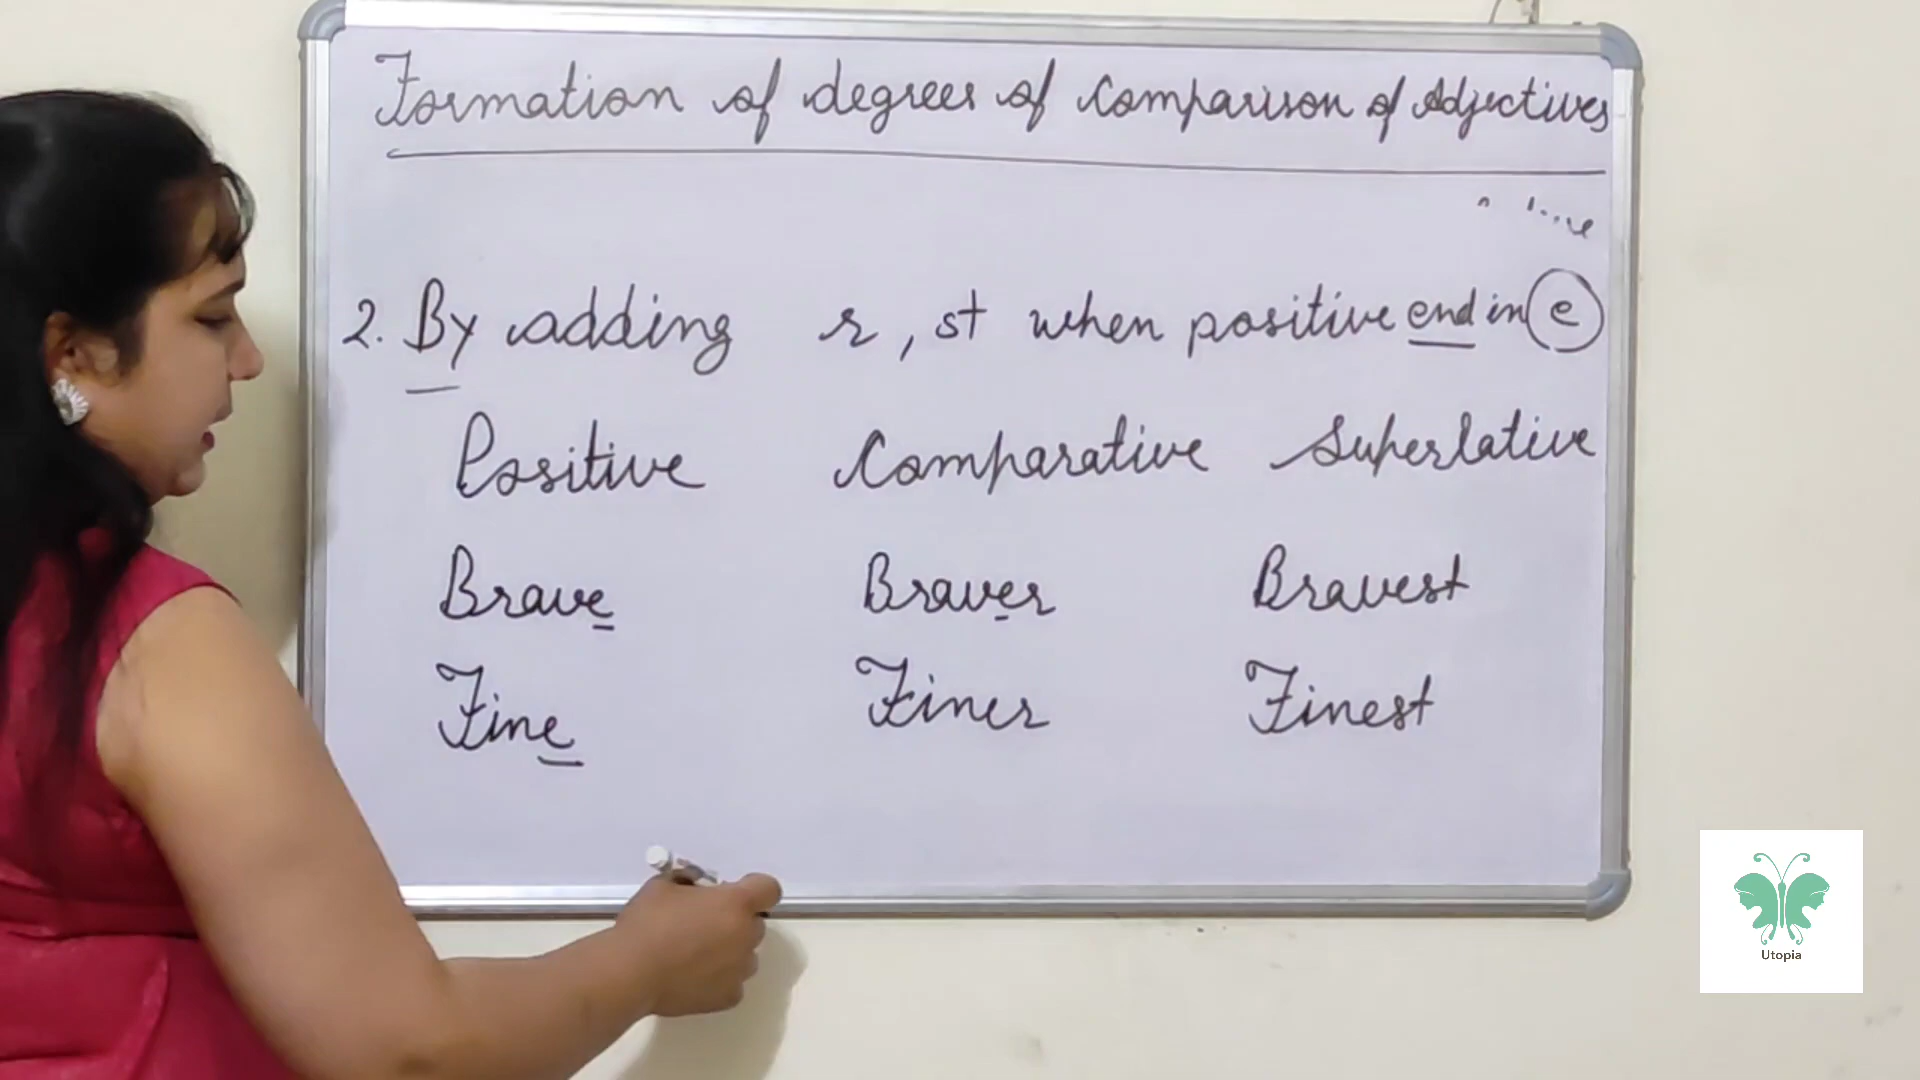 Formation of degrees of Comparison of Adjectives
2. By adding r, st when positive end in e
Positive Comparative Superlative
Brave Braver Bravest
Fine Finer Finest
Utopia